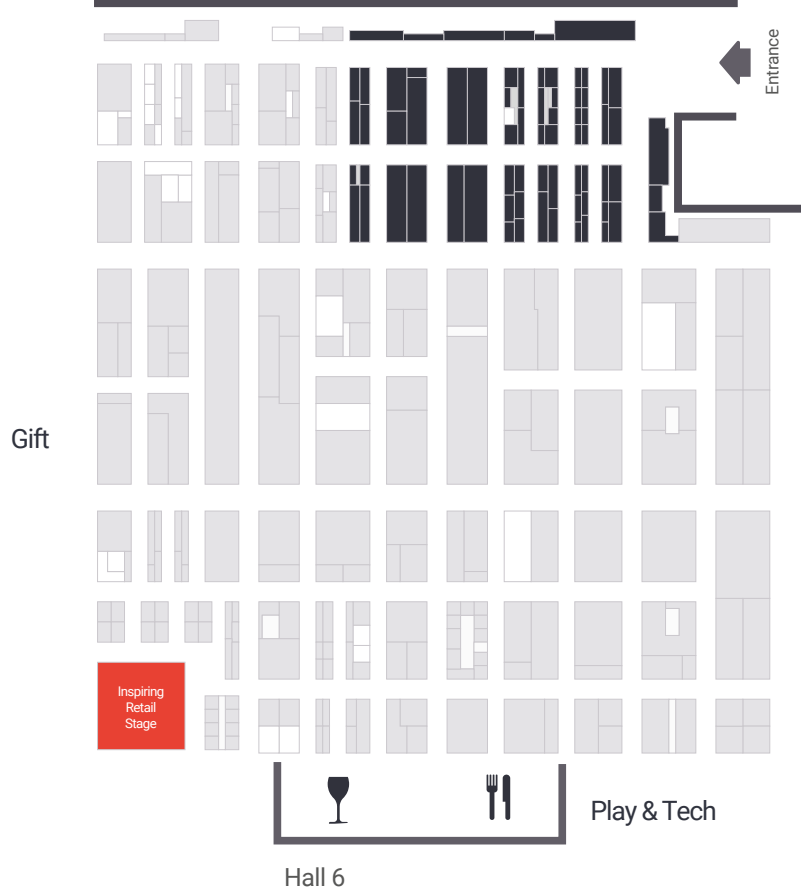 Entrance
Gift
Inspiring
Retail
Stage
Play & Tech
Hall 6